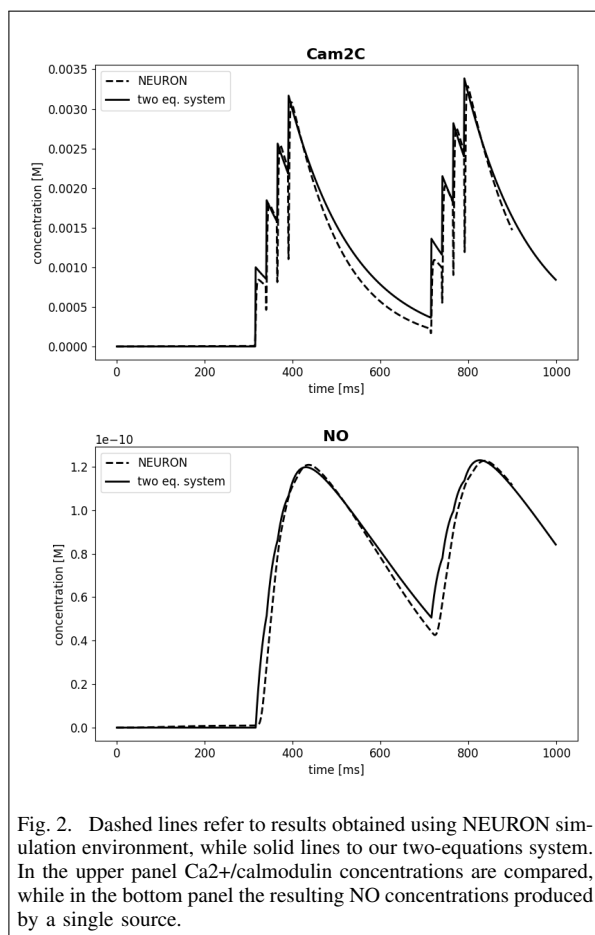 Cam2C
NEURON
two eq. system
0.0035
0.0030
0.0025
0.0020
0.0015
0.0010
0.0005
0.0000
concentration [M]
0 200 400 600 800 1000
time [ms]
NO
1e−10
NEURON
two eq. system
1.2
1.0
0.8
0.6
0.4
0.2
0.0
concentration [M]
0 200 400 600 800 1000
time [ms]
Fig. 2. Dashed lines refer to results obtained using NEURON sim-
ulation environment, while solid lines to our two-equations system.
In the upper panel Ca2+/calmodulin concentrations are compared,
while in the bottom panel the resulting NO concentrations produced
by a single source.